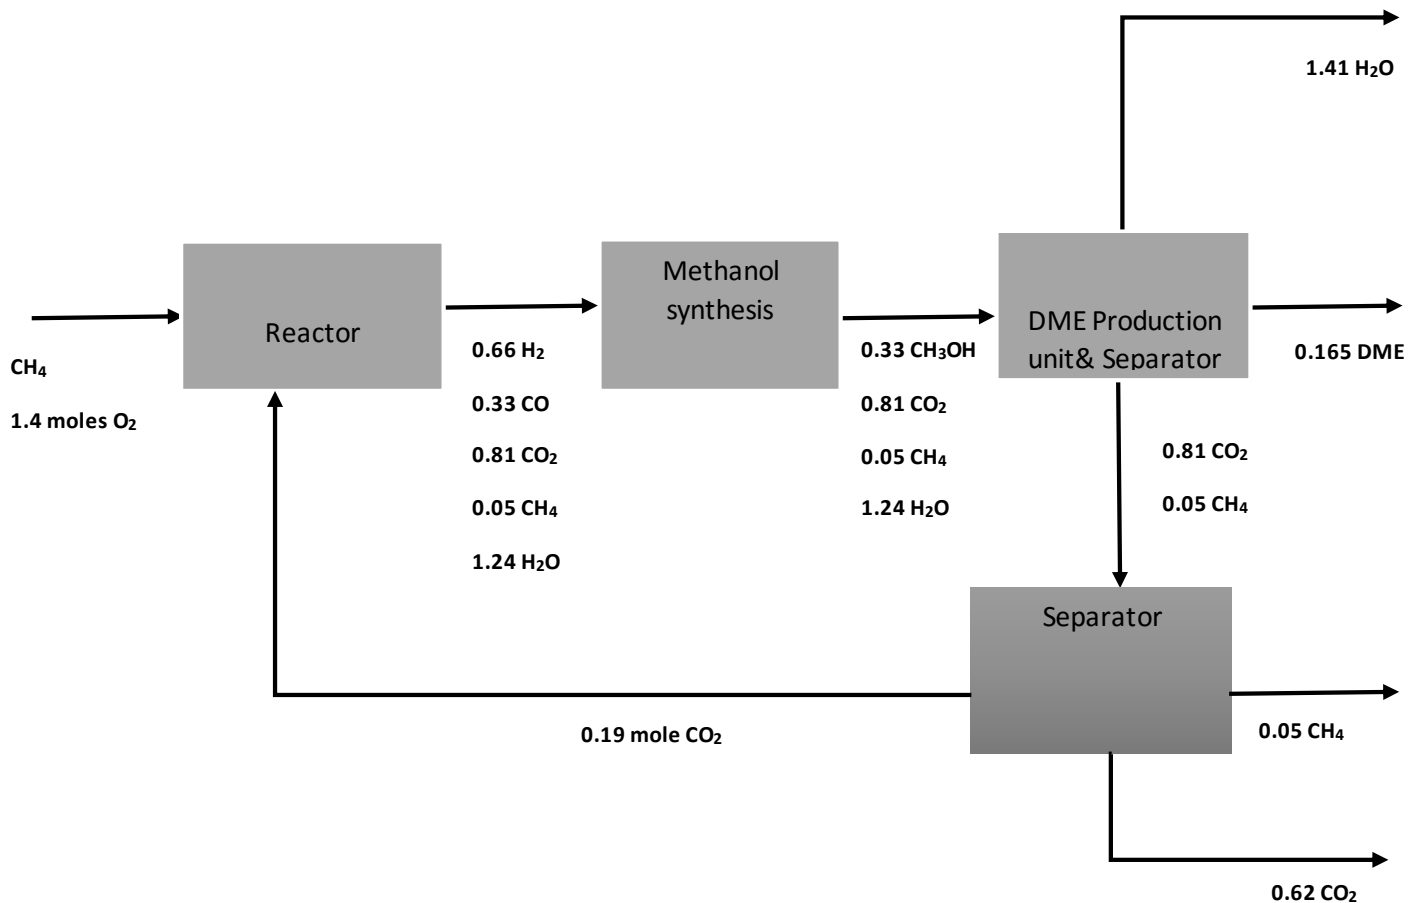 1.41 H₂O
Methanol
synthesis
Reactor
DME Production
unit& Separator
CH₄
1.4 moles O₂
0.66 H₂
0.33 CO
0.81 CO₂
0.05 CH₄
1.24 H₂O
0.33 CH₃OH
0.81 CO₂
0.05 CH₄
1.24 H₂O
0.165 DME
0.81 CO₂
0.05 CH₄
Separator
0.19 mole CO₂
0.05 CH₄
0.62 CO₂